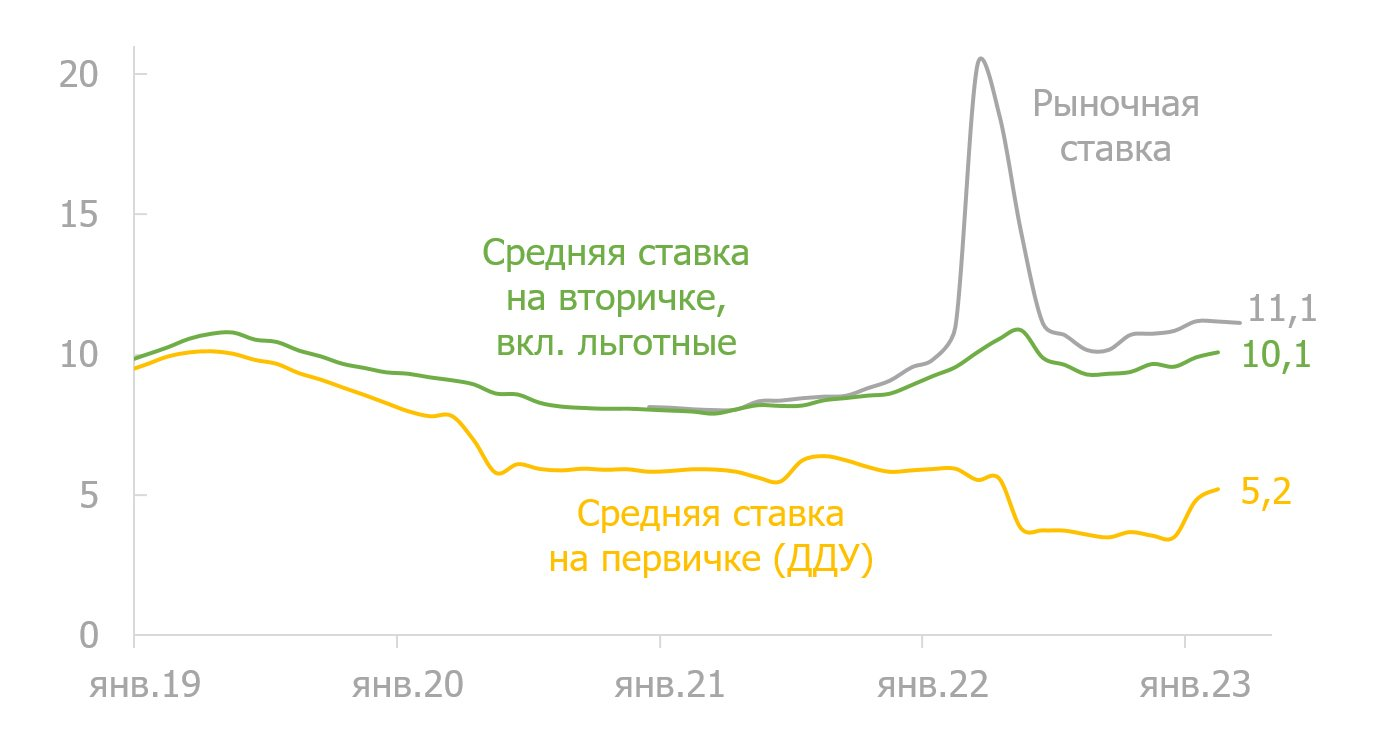 20
Рыночная
ставка
15
Средняя ставка
на вторичке,
вкл. льготные
11,1
10
10,1
5
5,2
Средняя ставка
на первичке (ДДУ)
0
янв.19 янв.20 янв.21 янв.22 янв.23